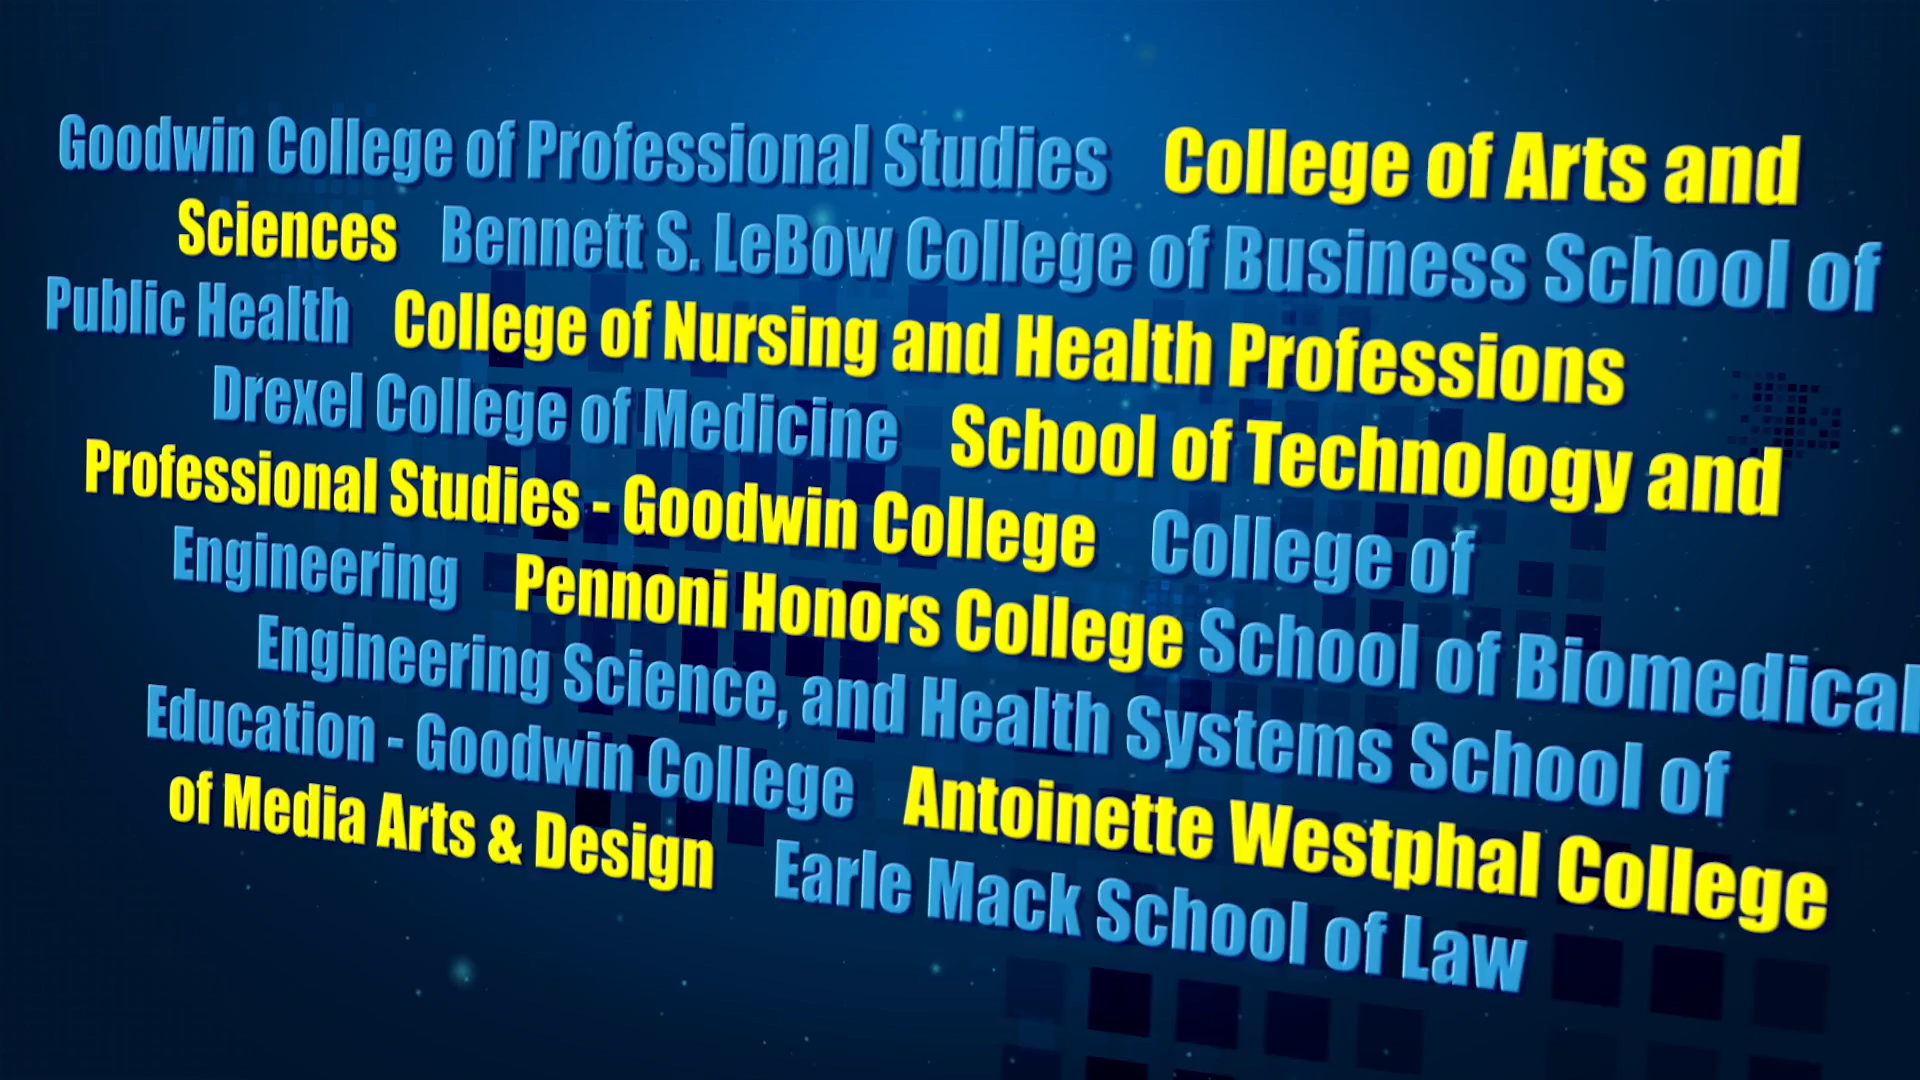 Goodwin College of Professional Studies College of Arts and
Sciences Bennett S. LeBow College of Business School of
Public Health College of Nursing and Health Professions
Drexel College of Medicine School of Technology and
Professional Studies - Goodwin College College of
Engineering Pennoni Honors College School of Biomedical
Engineering Science, and Health Systems School of
Education - Goodwin College Antoinette Westphal College
of Media Arts & Design Earle Mack School of Law